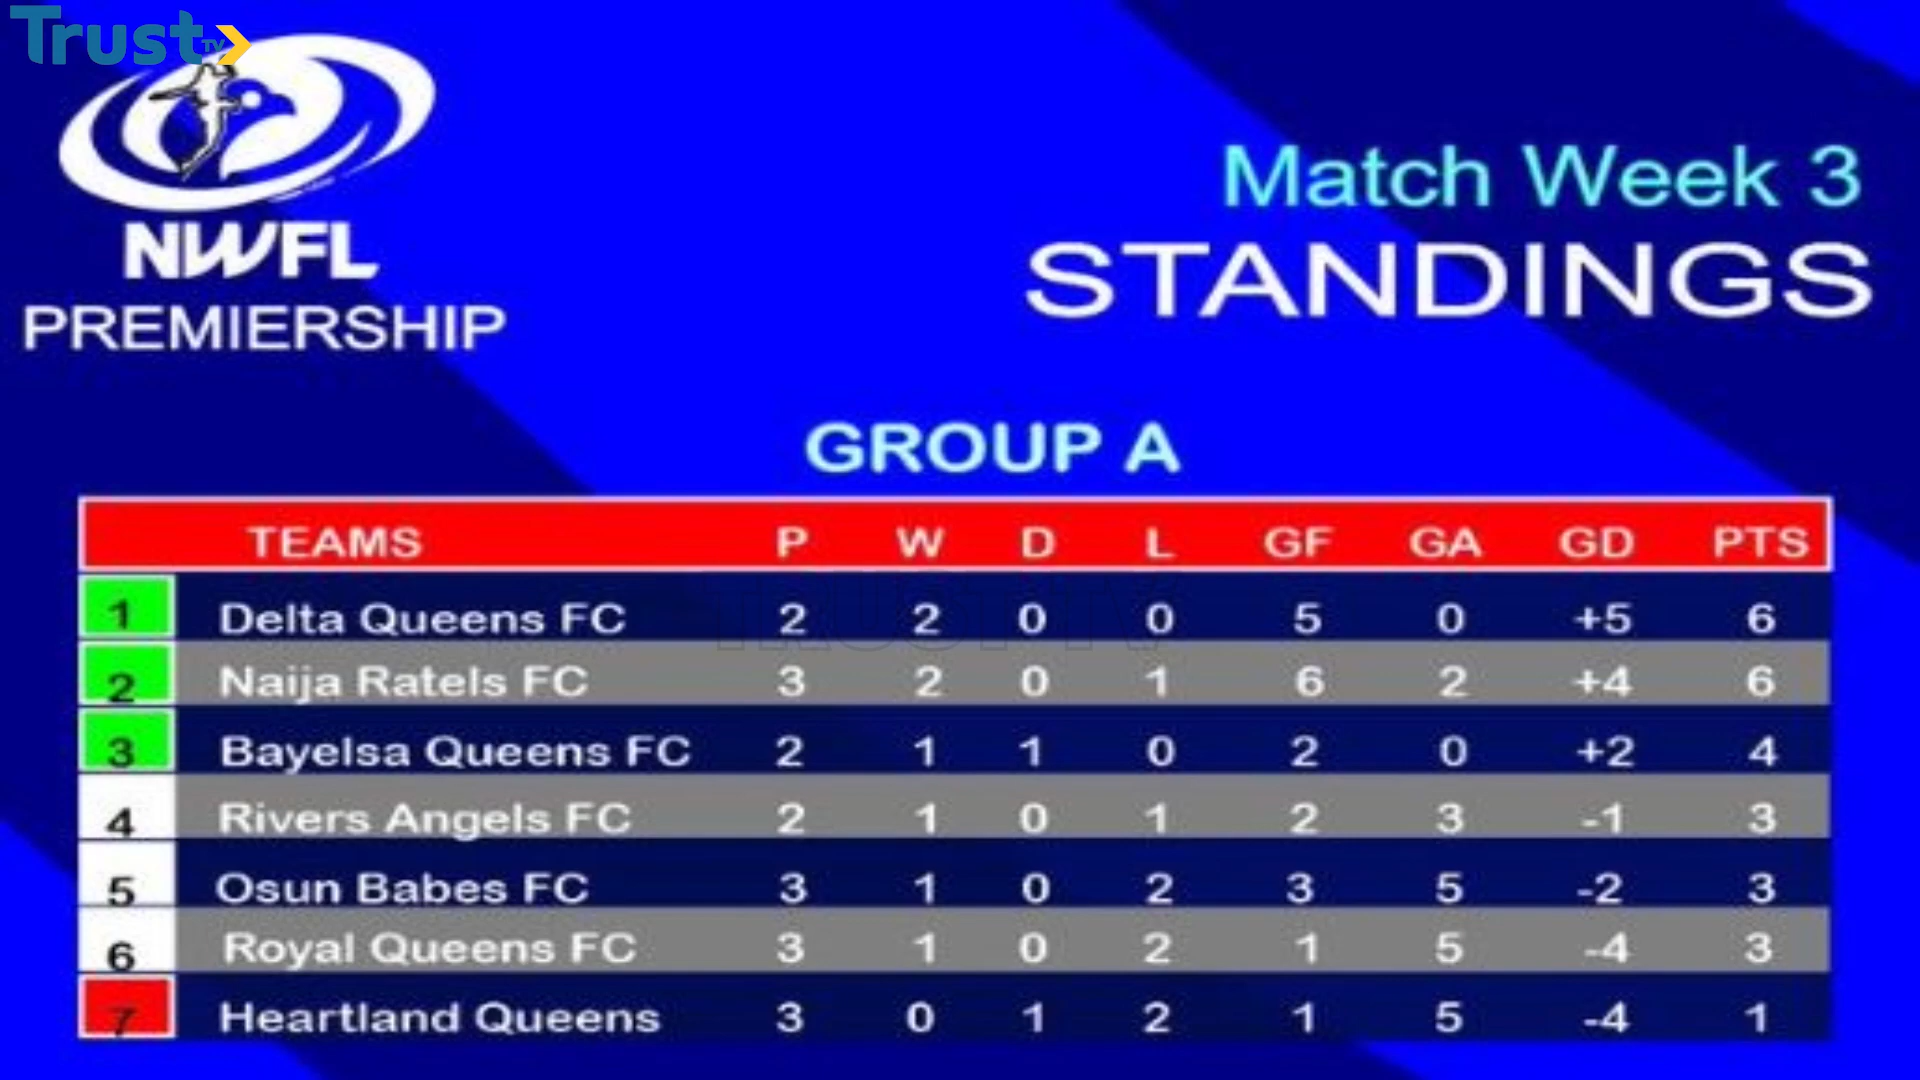 Trust TV
NWFL
PREMIERSHIP
Match Week 3
STANDINGS
GROUP A
TEAMS P W D L GF GA GD PTS
1 Delta Queens FC 2 2 0 0 5 0 +5 6
2 Naija Ratels FC 3 2 0 1 6 2 +4 6
3 Bayelsa Queens FC 2 1 1 0 2 0 +2 4
4 Rivers Angels FC 2 1 0 1 2 3 -1 3
5 Osun Babes FC 3 1 0 2 3 5 -2 3
6 Royal Queens FC 3 1 0 2 1 5 -4 3
7 Heartland Queens 3 0 1 2 1 5 -4 1
TRUST TV